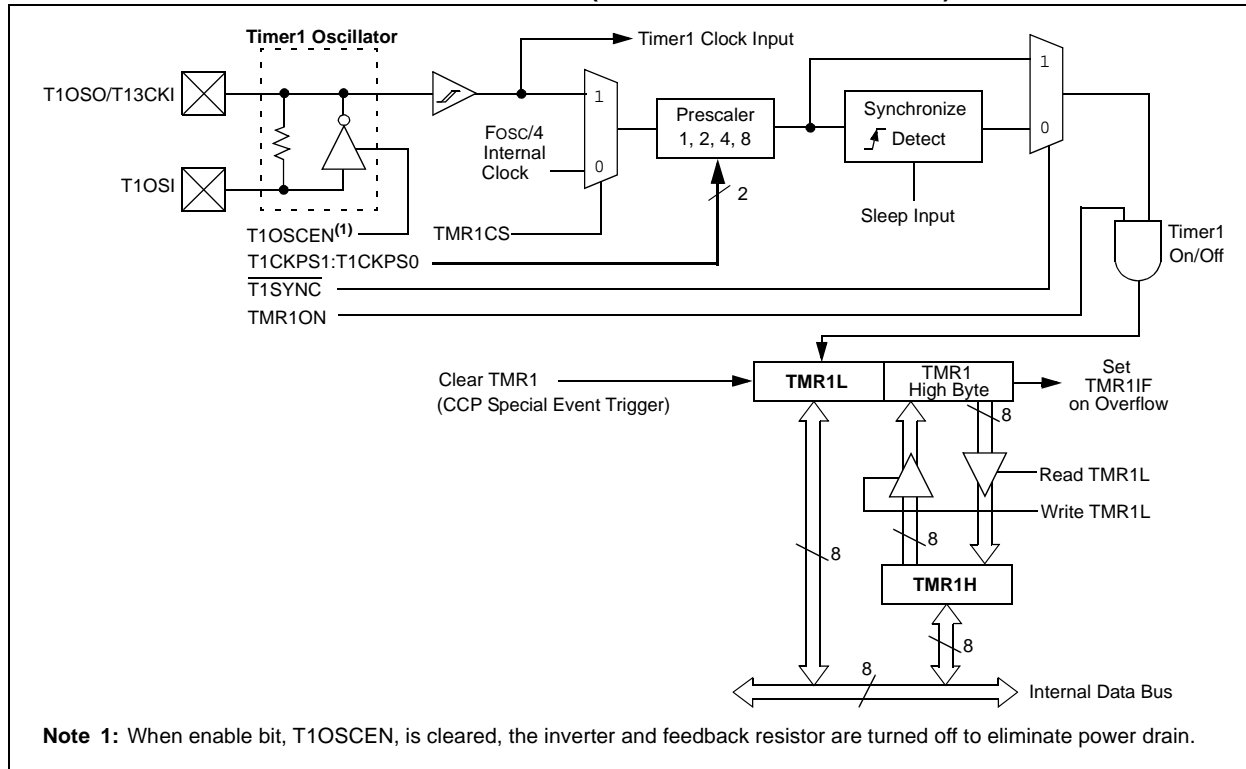 Timer1 Oscillator
Timer1 Clock Input
T1OSO/T13CKI
T1OSI
FOSC/4
Internal
Clock
1
0
Prescaler
1, 2, 4, 8
2
Synchronize
Detect
Sleep Input
1
0
T1OSCEN(1)
TMR1CS
T1CKPS1:T1CKPS0
T1SYNC
TMR1ON
Timer1
On/Off
Clear TMR1
(CCP Special Event Trigger)
TMR1L
TMR1
High Byte
Set
TMR1IF
on Overflow
8
Read TMR1L
Write TMR1L
8
8
TMR1H
8
8
Internal Data Bus
Note 1: When enable bit, T1OSCEN, is cleared, the inverter and feedback resistor are turned off to eliminate power drain.